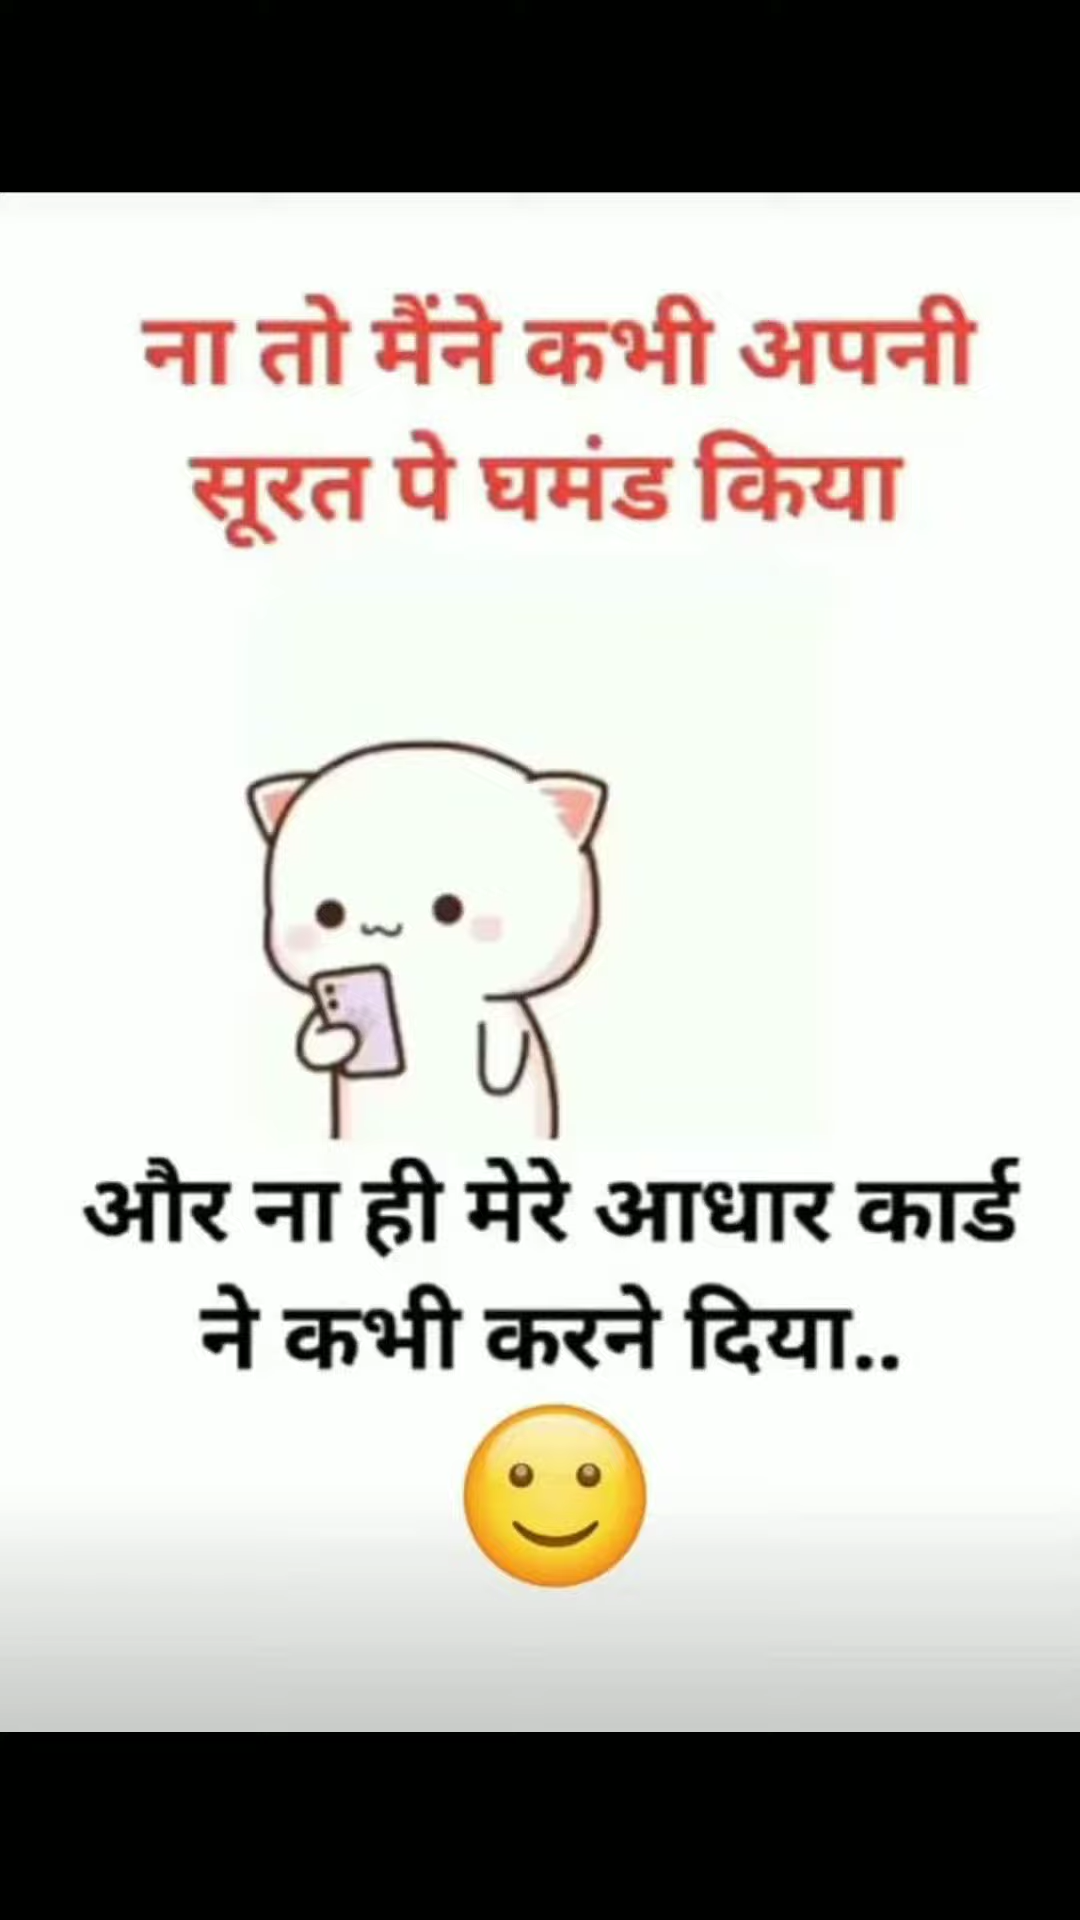 ना तो मैंने कभी अपनी
सूरत पे घमंड किया
और ना ही मेरे आधार कार्ड
ने कभी करने दिया..